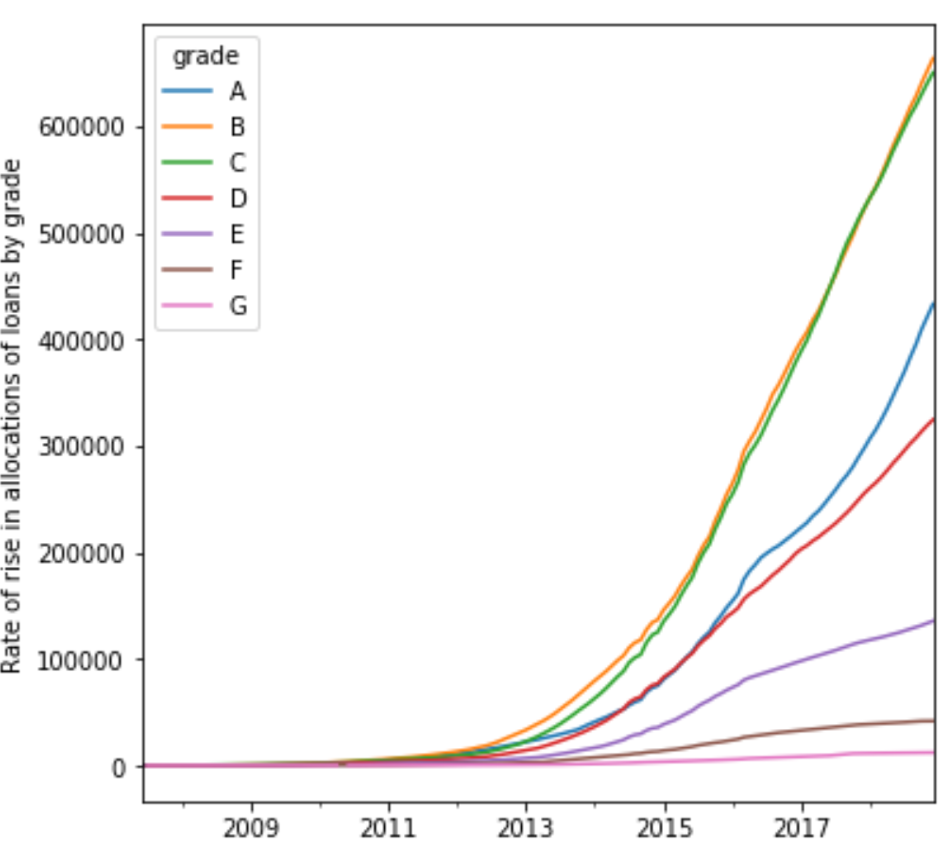 grade
A
B
C
D
E
F
G
Rate of rise in allocations of loans by grade
600000
500000
400000
300000
200000
100000
0
2009
2011
2013
2015
2017